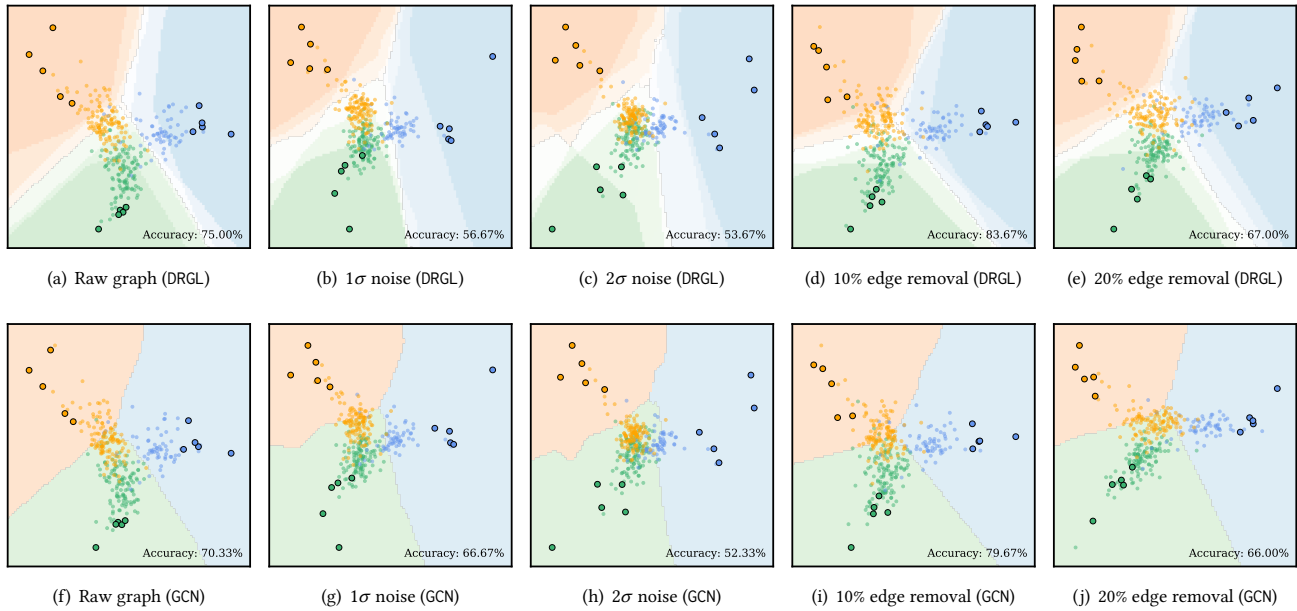 Accuracy: 75.00%
Accuracy: 56.67%
Accuracy: 53.67%
Accuracy: 83.67%
Accuracy: 67.00%
(a) Raw graph (DRGL)
(b) 1σ noise (DRGL)
(c) 2σ noise (DRGL)
(d) 10% edge removal (DRGL)
(e) 20% edge removal (DRGL)
Accuracy: 70.33%
Accuracy: 66.67%
Accuracy: 52.33%
Accuracy: 79.67%
Accuracy: 66.00%
(f) Raw graph (GCN)
(g) 1σ noise (GCN)
(h) 2σ noise (GCN)
(i) 10% edge removal (GCN)
(j) 20% edge removal (GCN)